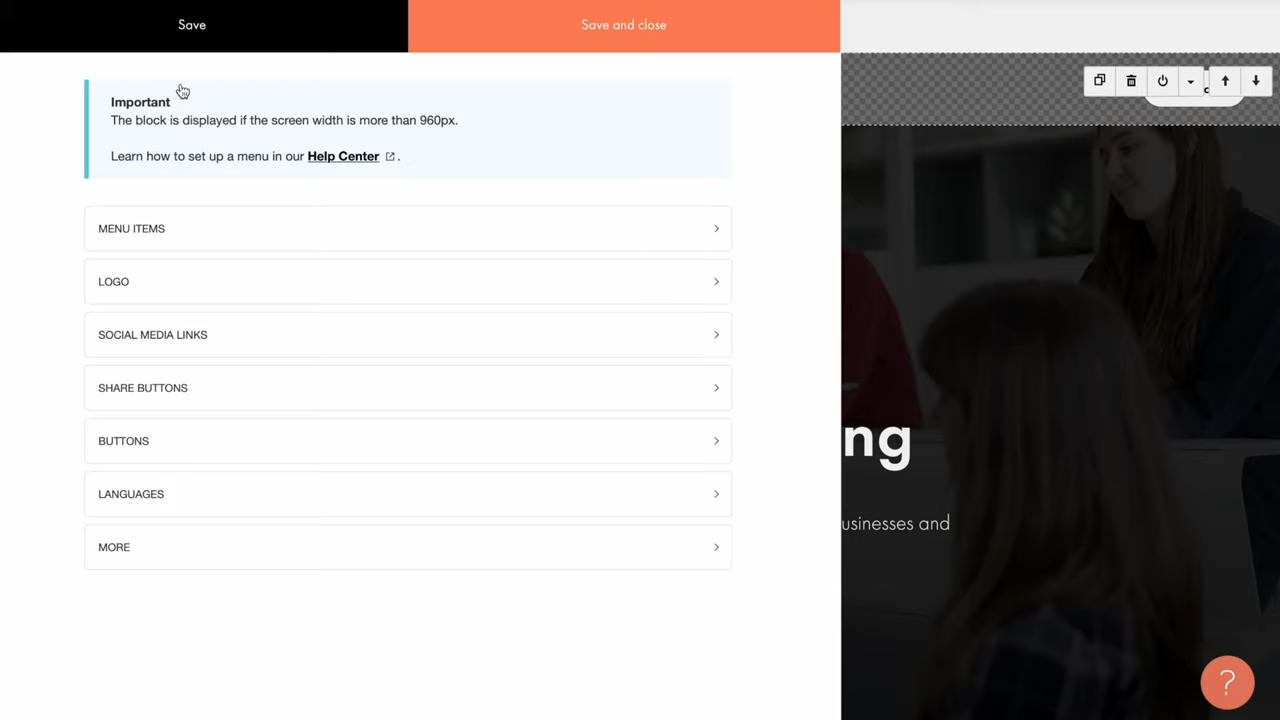 Save
Save and close
Important
The block is displayed if the screen width is more than 960px.
Learn how to set up a menu in our Help Center .
MENU ITEMS
LOGO
SOCIAL MEDIA LINKS
SHARE BUTTONS
BUTTONS
LANGUAGES
MORE
ng
usinesses and
?